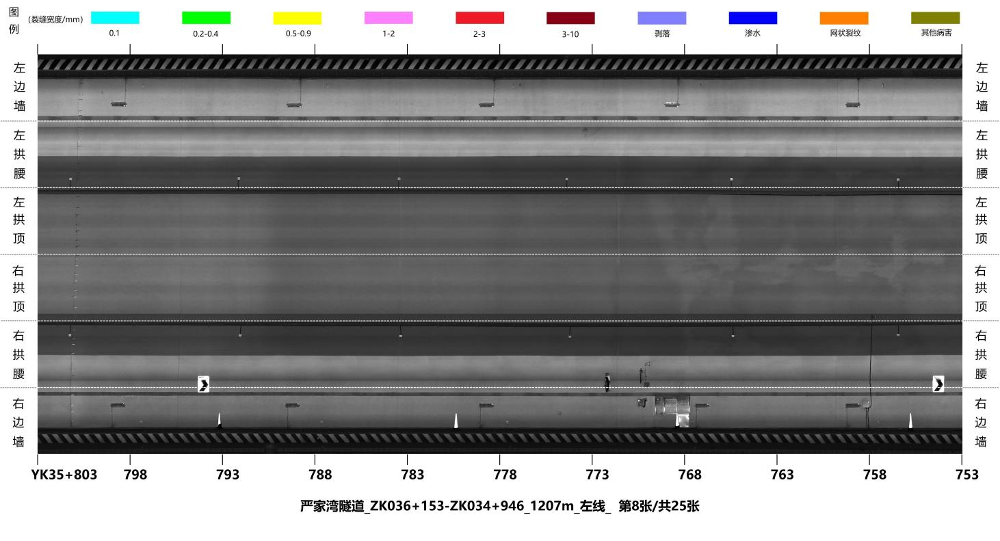 图例
(裂缝宽度/mm)
0.1
0.2-0.4
0.5-0.9
1-2
2-3
3-10
剥落
渗水
网状裂纹
其他病害
左边墙
左边墙
左拱腰
左拱腰
左拱顶
左拱顶
右拱顶
右拱顶
右拱腰
右拱腰
右边墙
右边墙
YK35+803 798 793 788 783 778 773 768 763 758 753
严家湾隧道_ZK036+153-ZK034+946_1207m_左线_ 第8张/共25张